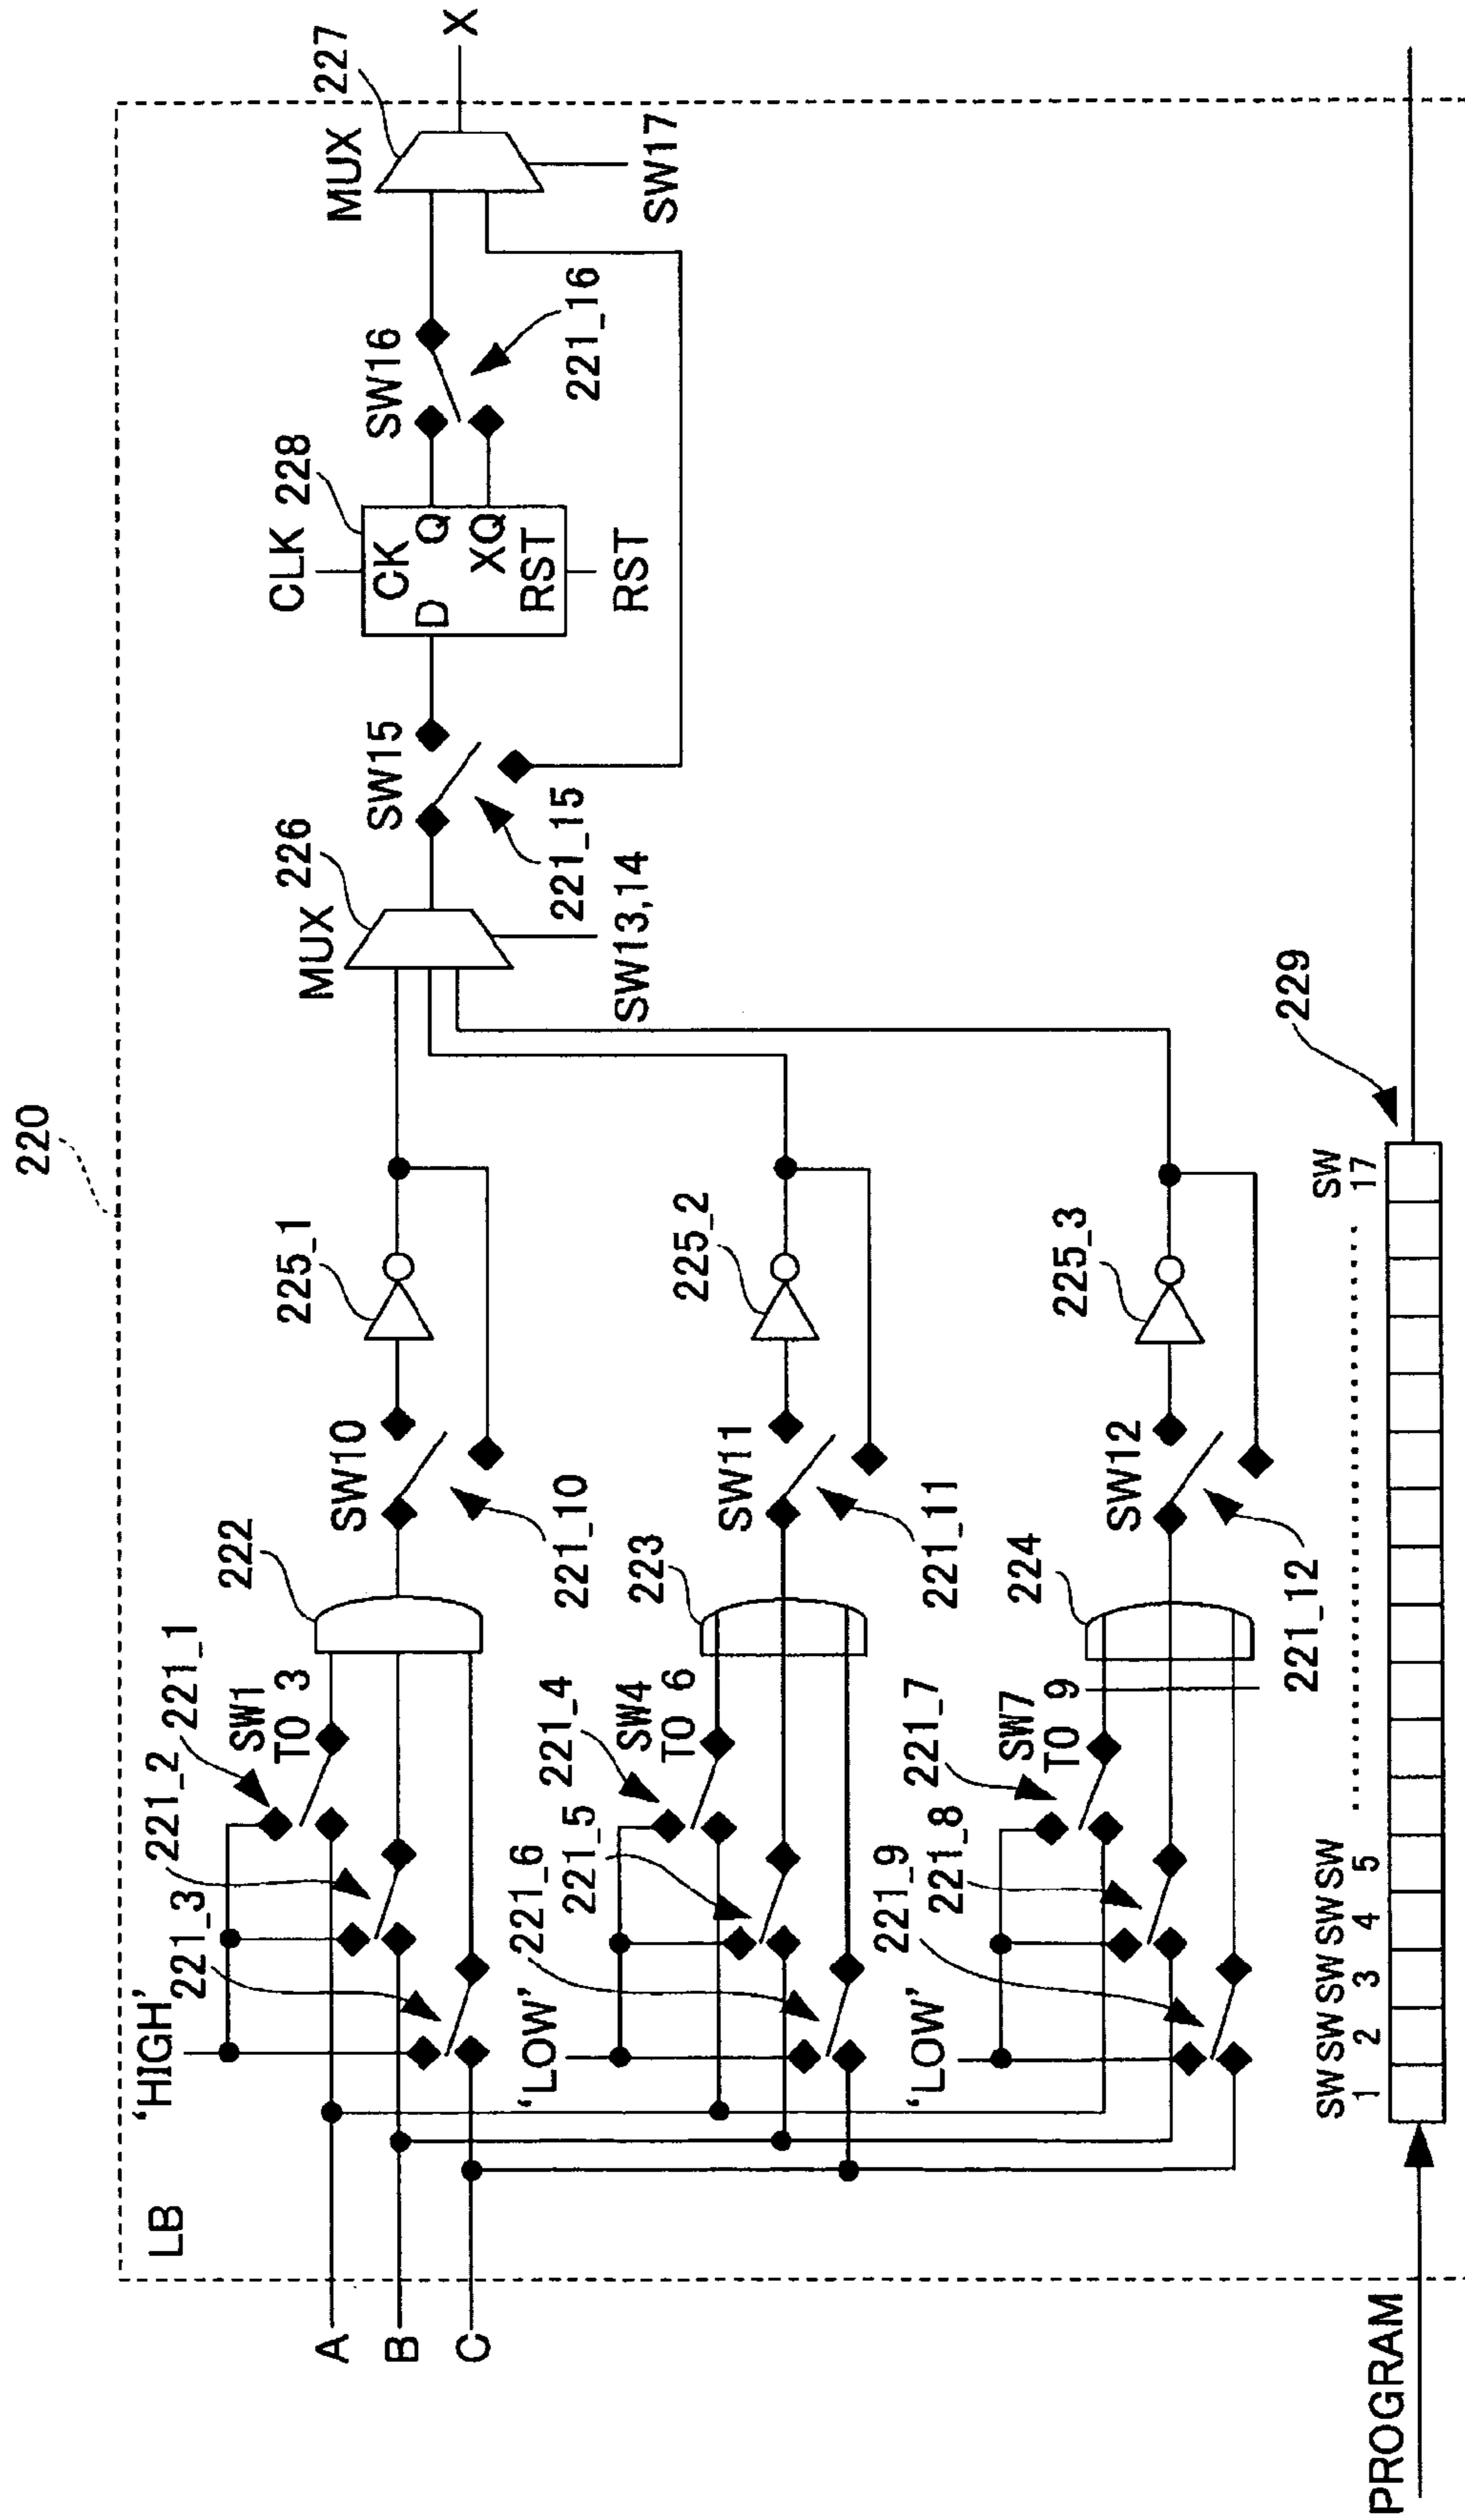 220
LB
A
B
C
'HIGH'
221_3
221_2
221_1
SW1
TO 3
222
SW10
221_10
225_1
'LOW'
221_6
221_5
221_4
SW4
TO 6
223
SW11
221_11
225_2
'LOW'
221_9
221_8
221_7
SW7
TO 9
224
SW12
221_12
225_3
MUX
226
SW13,14
SW15
221_15
CLK
228
CK
D
Q
XQ
RST
RST
SW16
221_16
MUX
227
SW17
X
PROGRAM
SW SW SW SW SW
1 2 3 4 5
SW
17
229